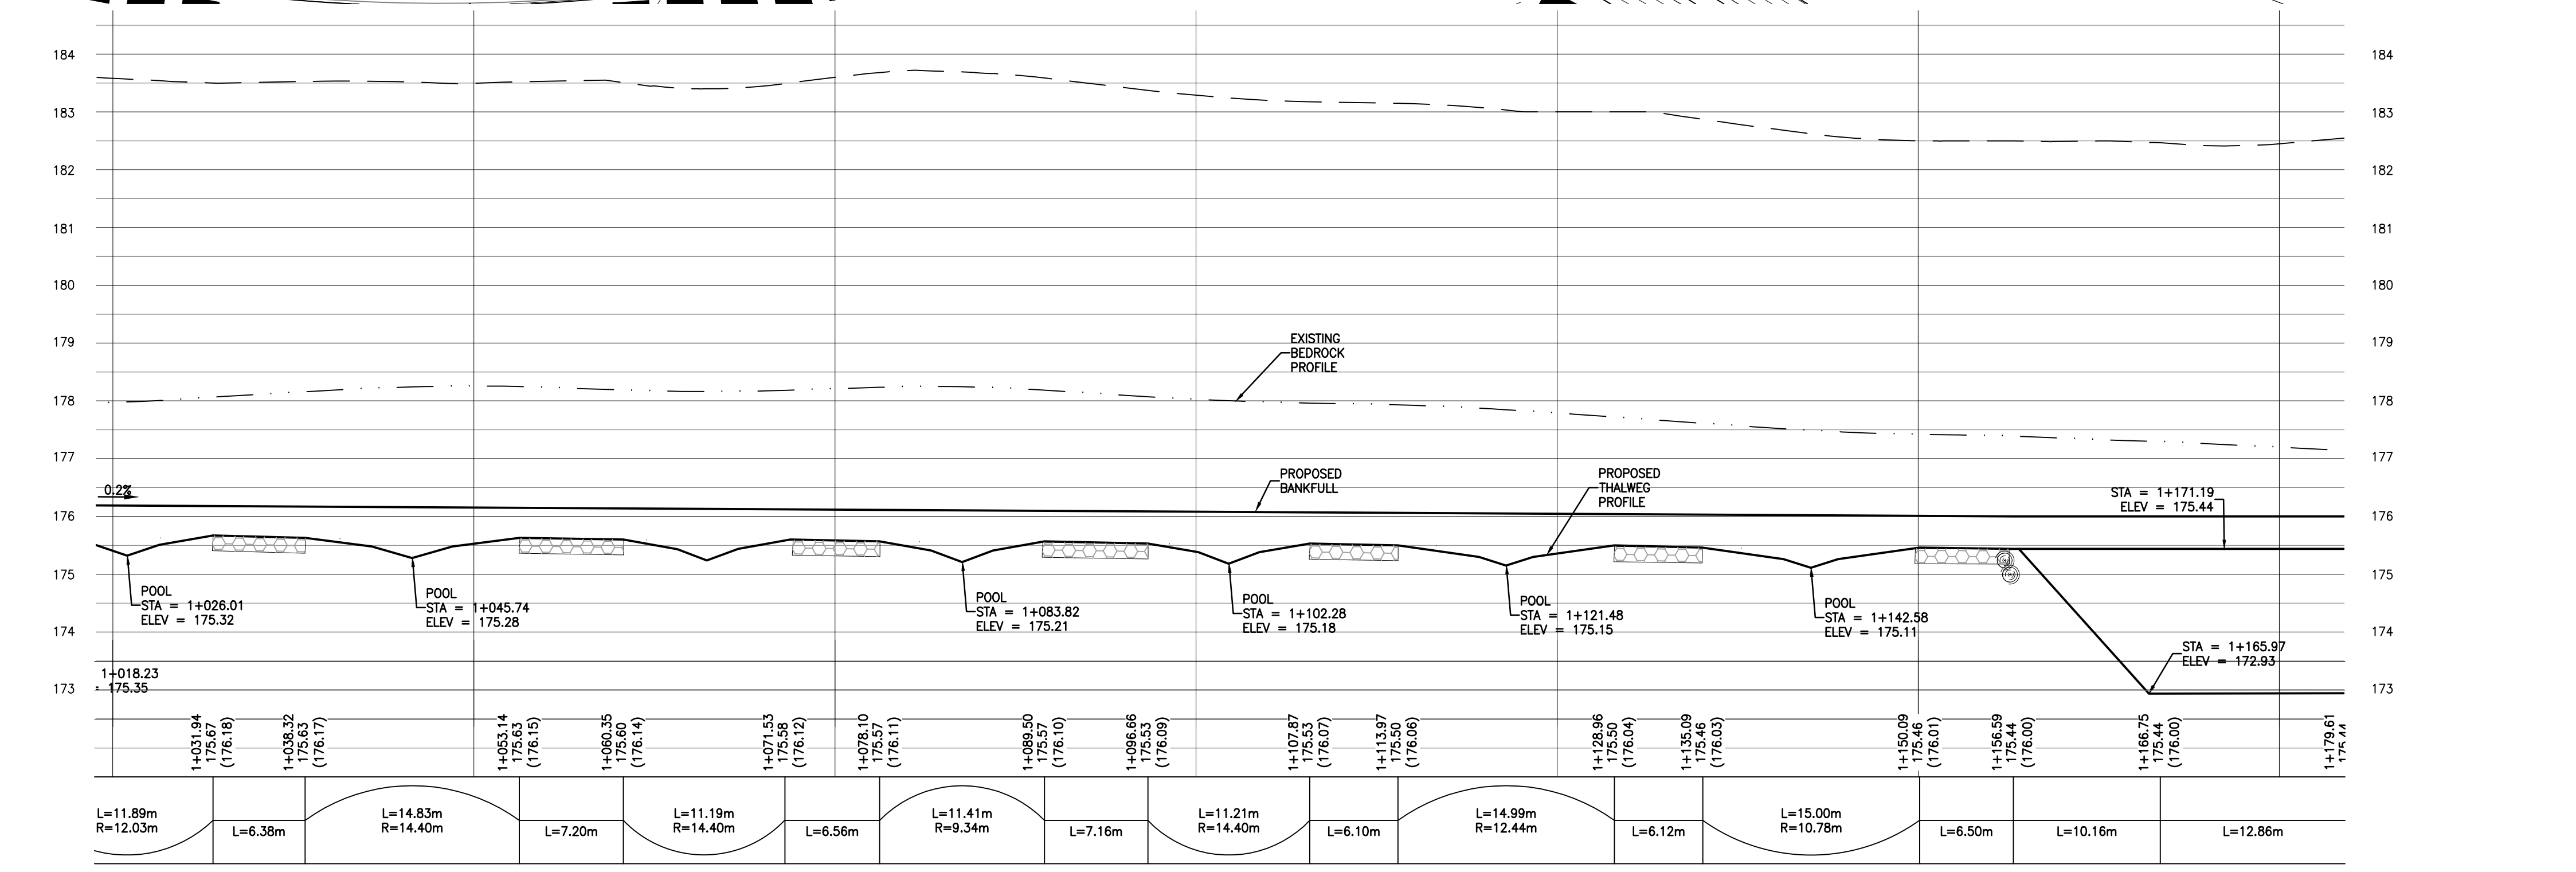 184
184
183
183
182
182
181
181
180
180
179
179
EXISTING
BEDROCK
PROFILE
178
178
177
177
PROPOSED
BANKFULL
PROPOSED
THALWEG
PROFILE
0.2%
STA = 1+171.19
ELEV = 175.44
176
176
175
175
POOL
STA = 1+026.01
ELEV = 175.32
POOL
STA = 1+045.74
ELEV = 175.28
POOL
STA = 1+083.82
ELEV = 175.21
POOL
STA = 1+102.28
ELEV = 175.18
POOL
STA = 1+121.48
ELEV = 175.15
POOL
STA = 1+142.58
ELEV = 175.11
174
174
STA = 1+165.97
ELEV = 172.93
1+018.23
= 175.35
173
173
1+031.94
175.67
(176.18)
1+038.32
175.63
(176.17)
1+053.14
175.63
(176.15)
1+060.35
175.60
(176.14)
1+071.53
175.58
(176.12)
1+078.10
175.57
(176.11)
1+089.50
175.57
(176.10)
1+096.66
175.53
(176.09)
1+107.87
175.53
(176.07)
1+113.97
175.50
(176.06)
1+128.96
175.50
(176.04)
1+135.09
175.46
(176.03)
1+150.09
175.46
(176.01)
1+156.59
175.44
(176.00)
1+166.75
175.44
(176.00)
1+179.61
L=11.89m
R=12.03m
L=6.38m
L=14.83m
R=14.40m
L=7.20m
L=11.19m
R=14.40m
L=6.56m
L=11.41m
R=9.34m
L=7.16m
L=11.21m
R=14.40m
L=6.10m
L=14.99m
R=12.44m
L=6.12m
L=15.00m
R=10.78m
L=6.50m
L=10.16m
L=12.86m